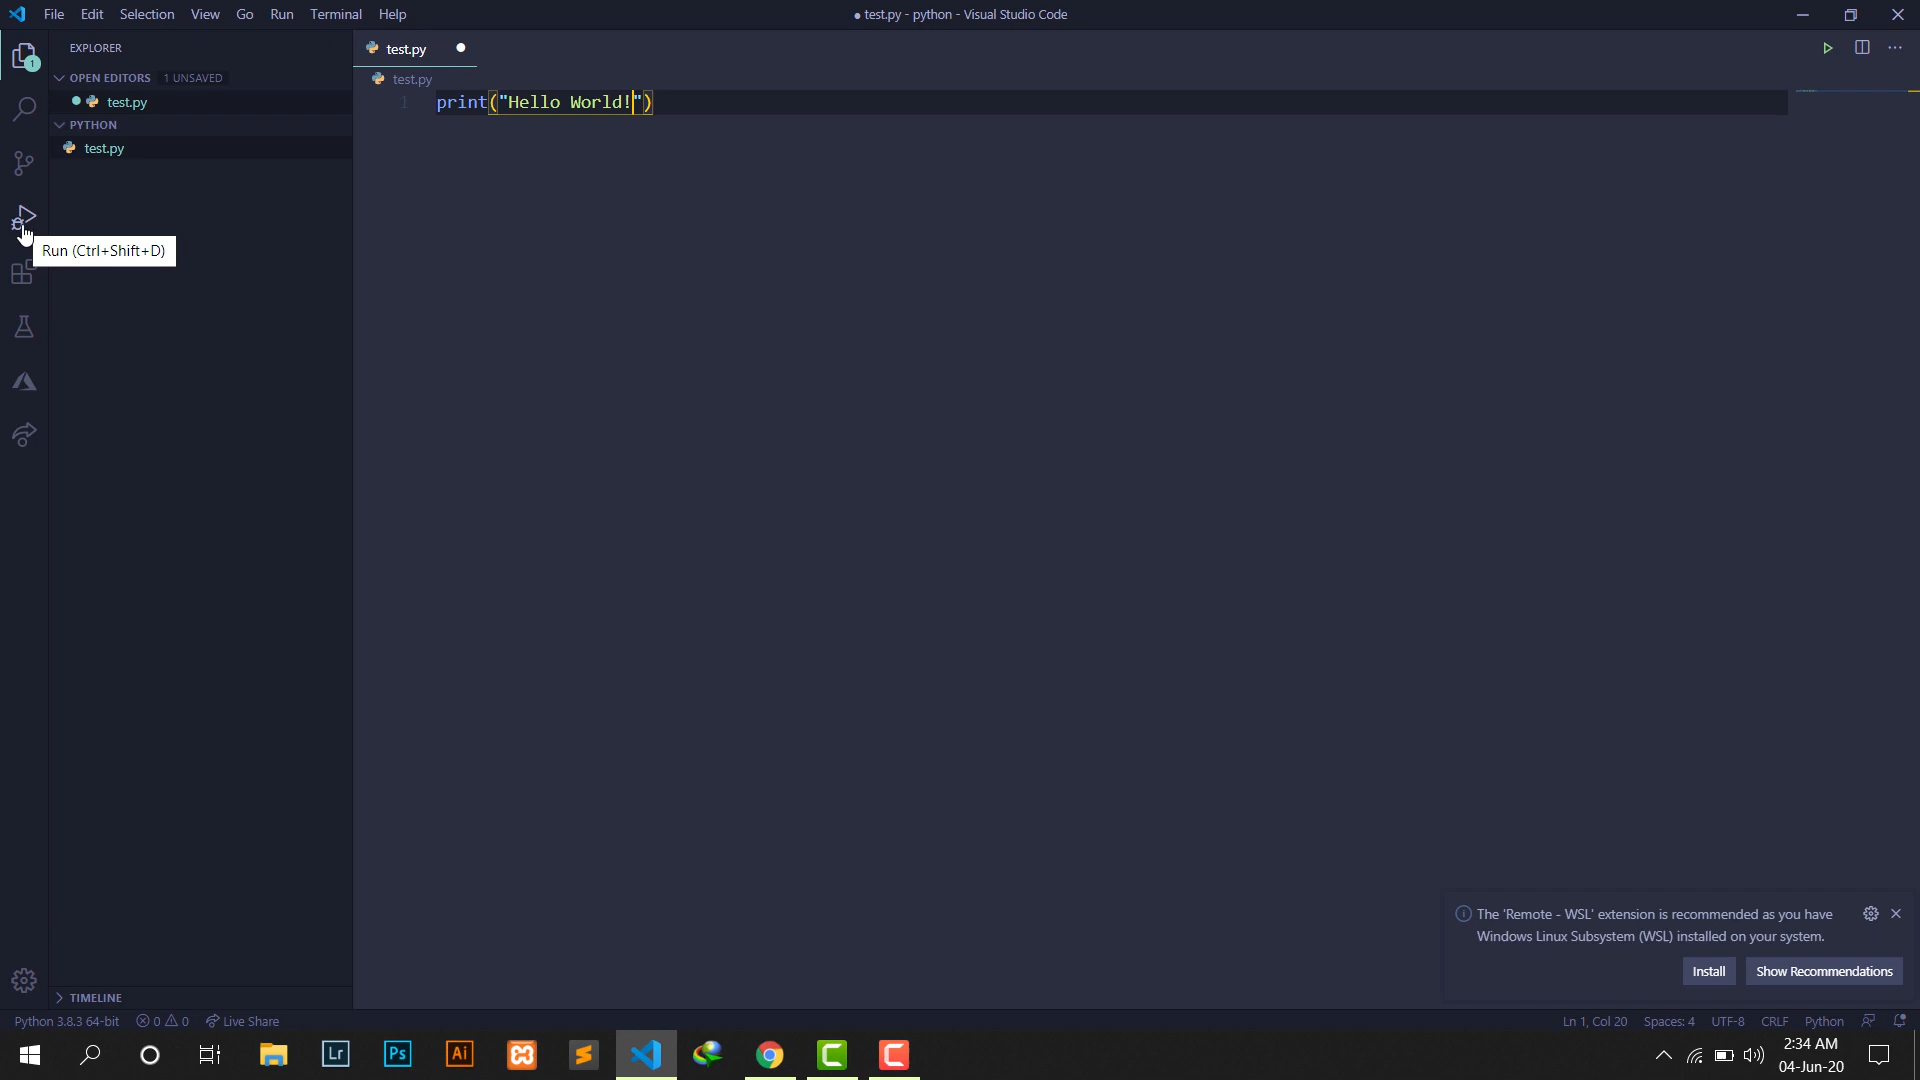 File Edit Selection View Go Run Terminal Help
● test.py - python - Visual Studio Code
EXPLORER
OPEN EDITORS 1 UNSAVED
test.py
PYTHON
test.py
1
Run (Ctrl+Shift+D)
TIMELINE
test.py
test.py
1 print("Hello World!")
The 'Remote - WSL' extension is recommended as you have
Windows Linux Subsystem (WSL) installed on your system.
Install Show Recommendations
Python 3.8.3 64-bit 0 0 Live Share
Ln 1, Col 20 Spaces: 4 UTF-8 CRLF Python
Lr Ps Ai
2:34 AM
04-Jun-20